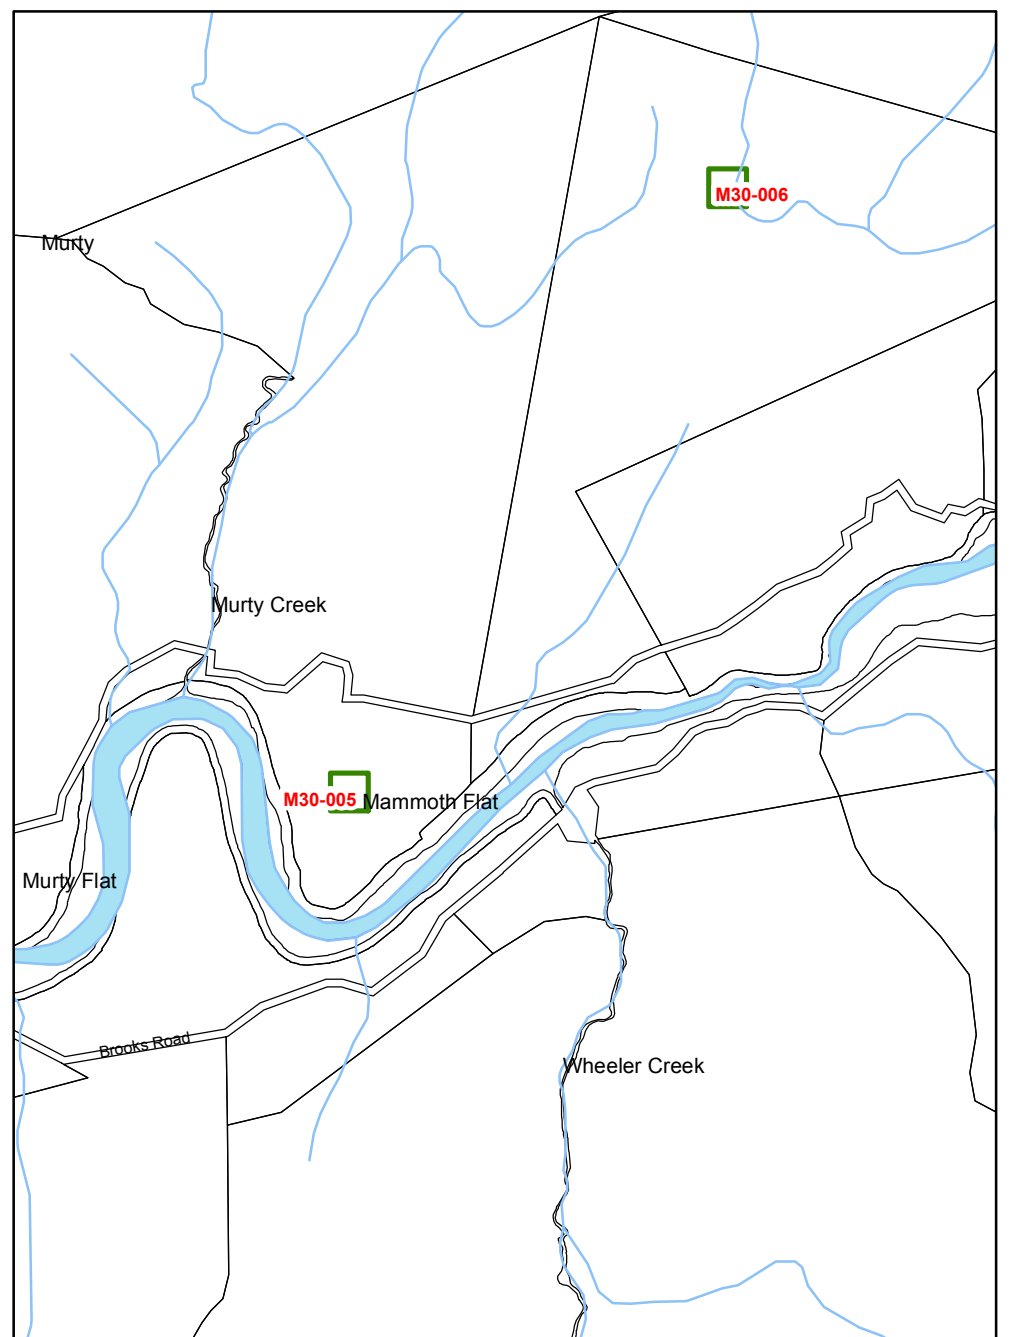 M30-006
Murty
Murty Creek
M30-005
Mammoth Flat
Murty Flat
Brooks Road
Wheeler Creek